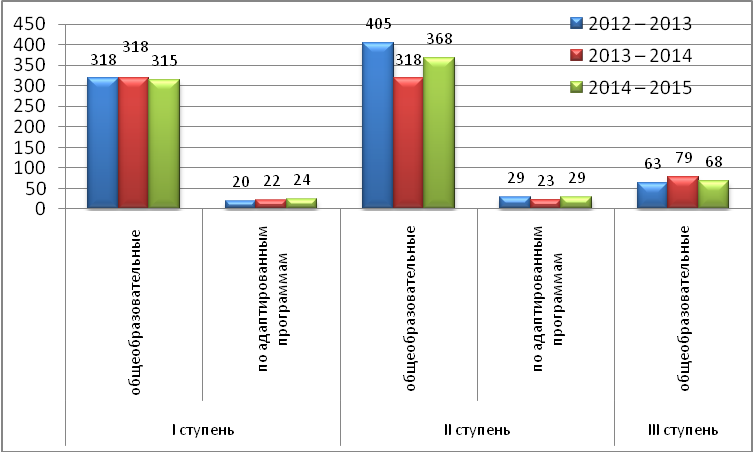 450
400
350
300
250
200
150
100
50
0
318
318
315
20
22
24
405
318
368
29
23
29
63
79
68
2012 – 2013
2013 – 2014
2014 – 2015
общеобразовательные
по адаптированным
программам
общеобразовательные
по адаптированным
программам
общеобразовательные
I ступень
II ступень
III ступень